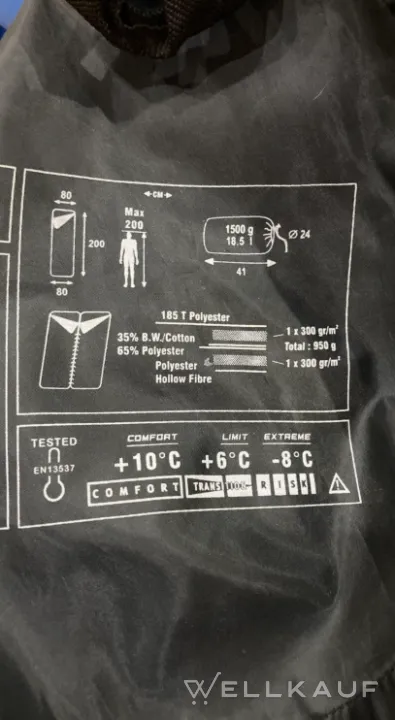 80
CM
Max
200
200
80
1500 g
18.5 l
Ø 24
41
185 T Polyester
35% B.W./Cotton
65% Polyester
Polyester
Hollow Fibre
1 x 300 gr/m²
Total : 950 g
1 x 300 gr/m²
TESTED
EN13537
COMFORT LIMIT EXTREME
+10°C +6°C -8°C
COMFORT TRANSITION RISK
WELLKAUF